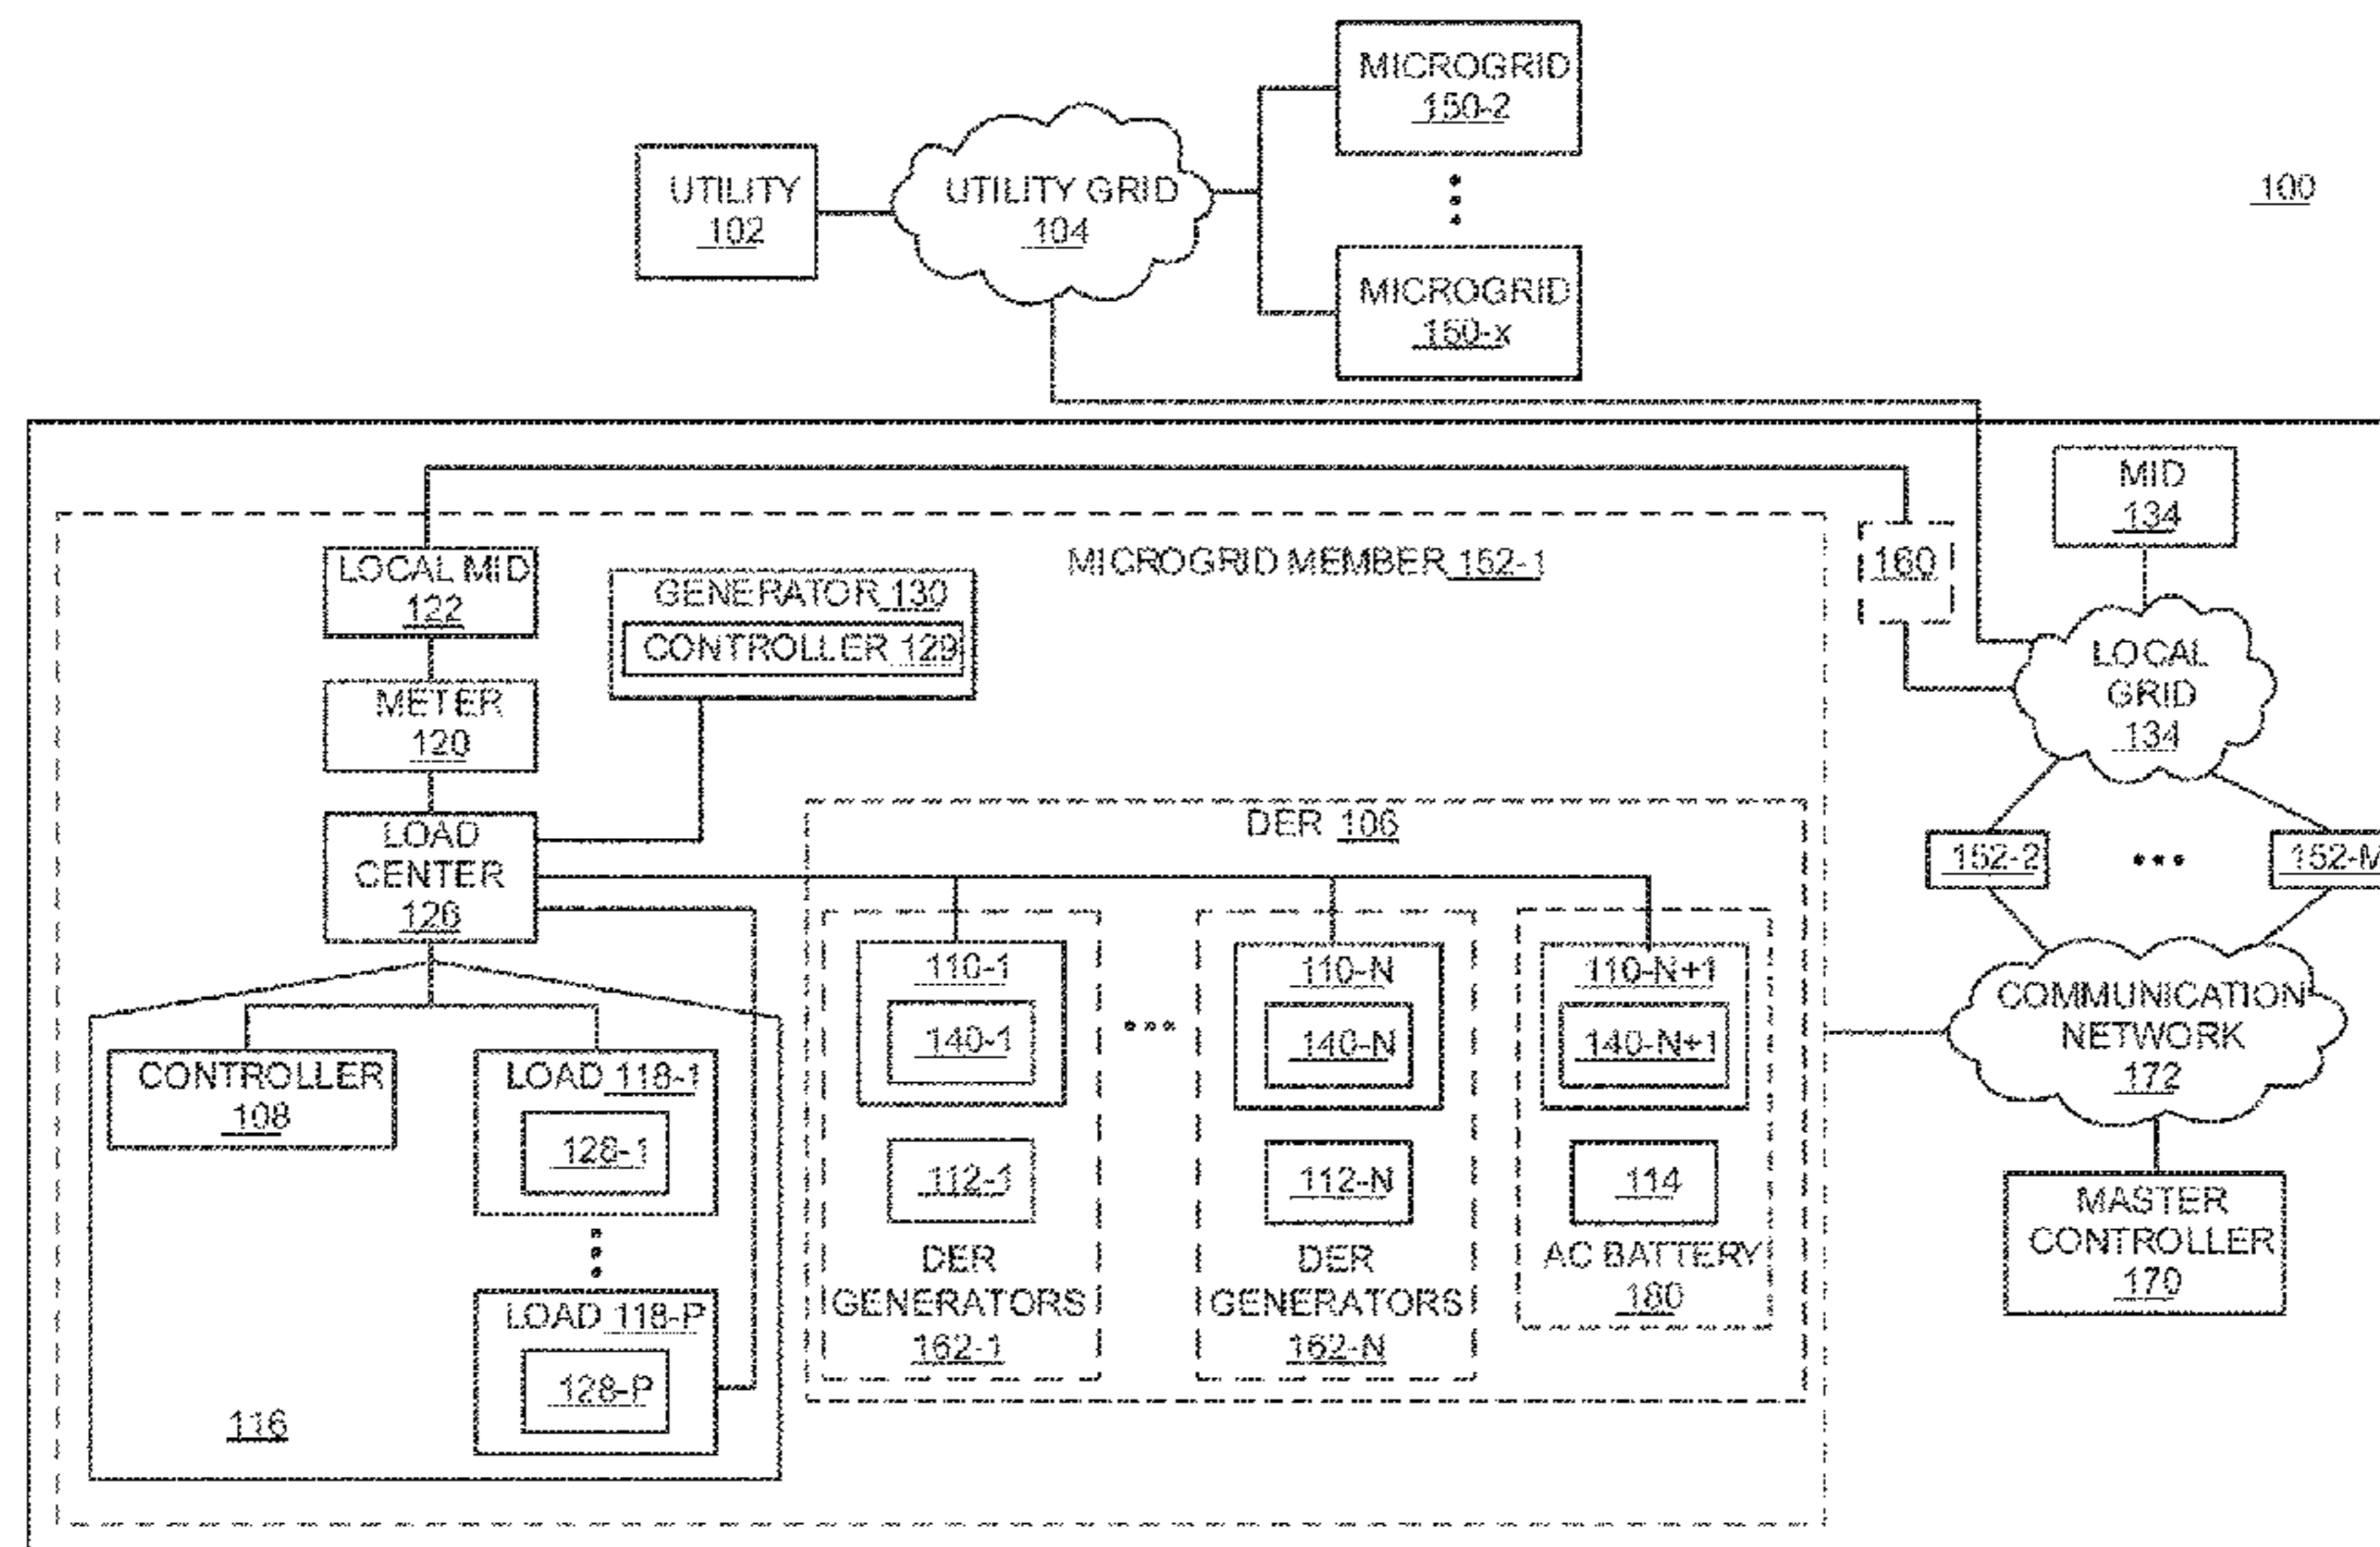 MICROGRID
150-2
100
UTILITY
102
UTILITY GRID
104
MICROGRID
150-x
MID
134
LOCAL MID
122
MICROGRID MEMBER 152-1
160
GENERATOR 130
CONTROLLER 129
LOCAL
GRID
134
METER
120
DER 106
LOAD
CENTER
126
152-2
152-M
110-1
110-N
110-N+1
140-1
140-N
140-N+1
COMMUNICATION
NETWORK
172
CONTROLLER
108
LOAD 118-1
128-1
112-1
112-N
114
MASTER
CONTROLLER
170
DER
GENERATORS
162-1
DER
GENERATORS
162-N
AC BATTERY
180
LOAD 118-P
128-P
116